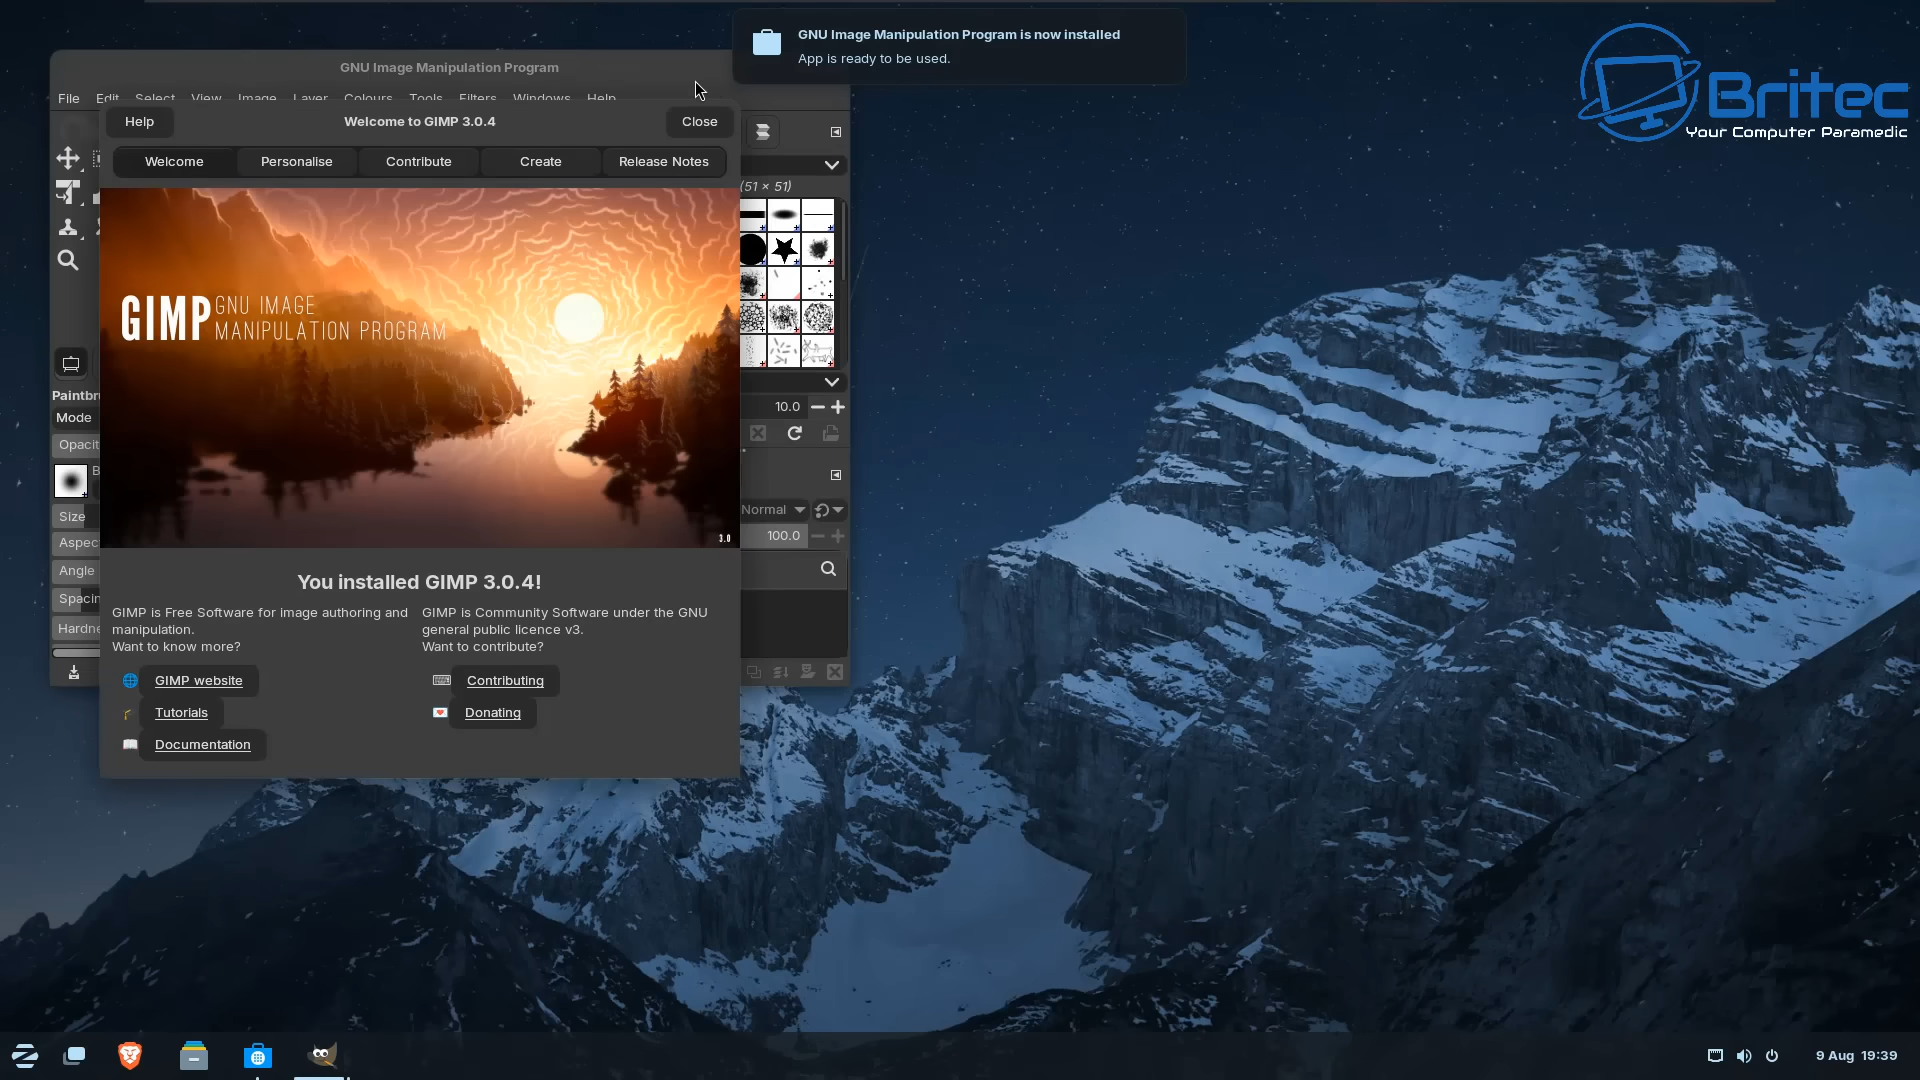 GNU Image Manipulation Program is now installed
App is ready to be used.
Britec
Your Computer Paramedic
GNU Image Manipulation Program
File Edit Select View Image Layer Colours Tools Filters Windows Help
Help
Welcome to GIMP 3.0.4
Close
Welcome
Personalise
Contribute
Create
Release Notes
(51 × 51)
GIMP GNU IMAGE
MANIPULATION PROGRAM
3.0
Mode
10.0
Size
Normal
100.0
Angle
You installed GIMP 3.0.4!
GIMP is Free Software for image authoring and
manipulation.
Want to know more?
GIMP is Community Software under the GNU
general public licence v3.
Want to contribute?
GIMP website
Tutorials
Documentation
Contributing
Donating
9 Aug 19:39